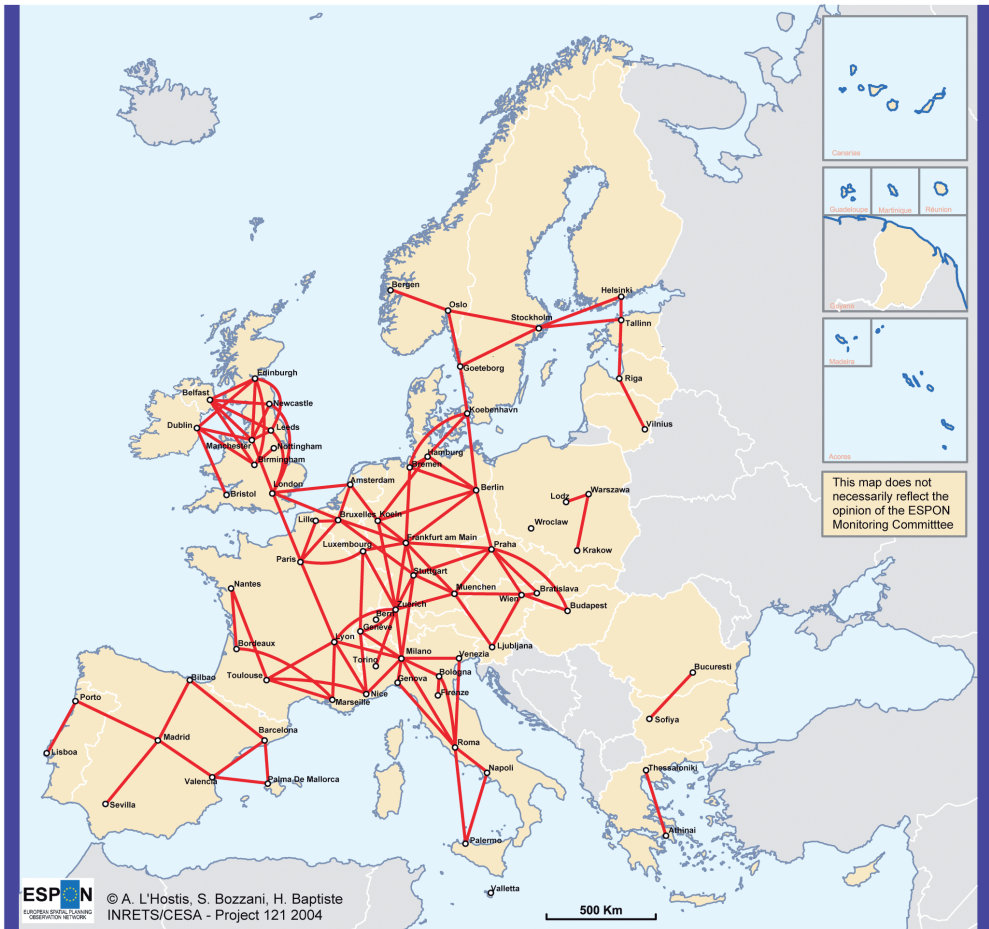 Canarias
Guadeloupe
Martinique
Réunion
Guyane
Madeira
Acores
This map does not
necessarily reflect the
opinion of the ESPON
Monitoring Committtee
Bergen
Oslo
Helsinki
Stockholm
Tallinn
Goeteborg
Riga
Edinburgh
Belfast
Newcastle
Koebenhavn
Dublin
Leeds
Vilnius
Manchester
Nottingham
Hamburg
Birmingham
Bremen
London
Amsterdam
Berlin
Warszawa
Bristol
Lodz
Lille
Bruxelles
Koeln
Wroclaw
Luxembourg
Frankfurt am Main
Praha
Krakow
Paris
Stuttgart
Nantes
Muenchen
Bratislava
Wien
Zuerich
Budapest
Bern
Genève
Lyon
Bordeaux
Ljubljana
Milano
Venezia
Torino
Bologna
Bucuresti
Toulouse
Genova
Bilbao
Nice
Firenze
Porto
Marseille
Sofiya
Barcelona
Madrid
Roma
Lisboa
Napoli
Thessaloniki
Valencia
Palma De Mallorca
Sevilla
Athinai
Palermo
Valletta
ESPON
EUROPEAN SPATIAL PLANNING
OBSERVATION NETWORK
© A. L'Hostis, S. Bozzani, H. Baptiste
INRETS/CESA - Project 121 2004
500 Km